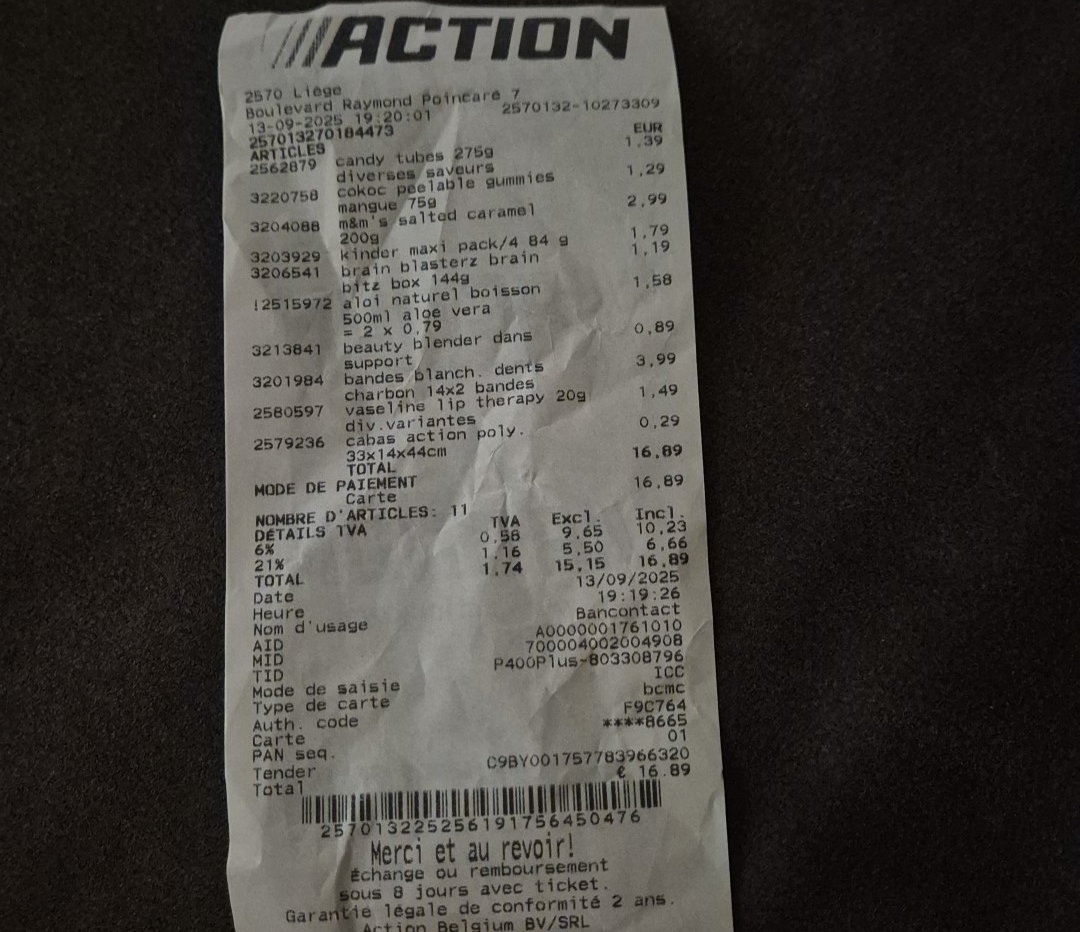 ///ACTION
2570 Liège
Boulevard Raymond Poincaré 7
13-09-2025 19:20:01 2570132-10273309
257013270184473
ARTICLES EUR
2562879 candy tubes 275g 1,39
diverses saveurs
3220758 cokoc peelable gummies 1,29
mangue 75g
3204088 m&m's salted caramel 2,99
200g
3203929 kinder maxi pack/4 84 g 1,79
3206541 brain blasterz brain 1,19
bitz box 144g
!2515972 aloi naturel boisson 1,58
500ml aloe vera
= 2 x 0,79
3213841 beauty blender dans 0,89
support
3201984 bandes blanch. dents 3,99
charbon 14x2 bandes
2580597 vaseline lip therapy 20g 1,49
div.variantes
2579236 cabas action poly. 0,29
33x14x44cm
TOTAL 16,89
MODE DE PAIEMENT
Carte 16,89
NOMBRE D'ARTICLES: 11
DÉTAILS TVA TVA Excl. Incl.
6% 0,58 9,65 10,23
21% 1,16 5,50 6,66
TOTAL 1,74 15,15 16,89
Date 13/09/2025
Heure 19:19:26
Nom d'usage Bancontact
AID A0000001761010
MID 700004002004908
TID P400Plus-803308796
Mode de saisie ICC
Type de carte bcmc
Auth. code F9C764
Carte ****8665
PAN seq. 01
Tender C9BY001757783966320
Total € 16.89
257013225256191756450476
Merci et au revoir!
Échange ou remboursement
sous 8 jours avec ticket.
Garantie légale de conformité 2 ans.
Action Belgium BV/SRL